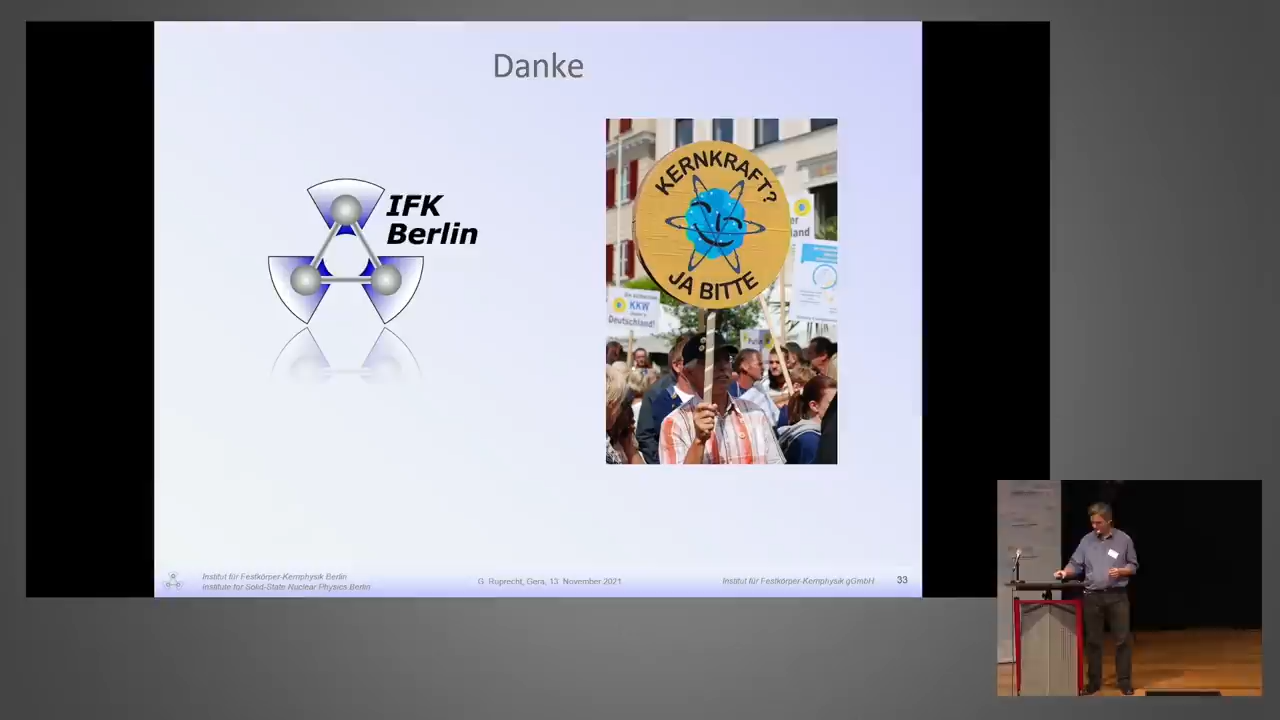 Danke
IFK
Berlin
KERNKRAFT?
JA BITTE
KKW
Deutschland!
Institut für Festkörper-Kernphysik Berlin
Institute for Solid-State Nuclear Physics Berlin
G. Ruprecht, Gera, 13. November 2021
Institut für Festkörper-Kernphysik gGmbH
33